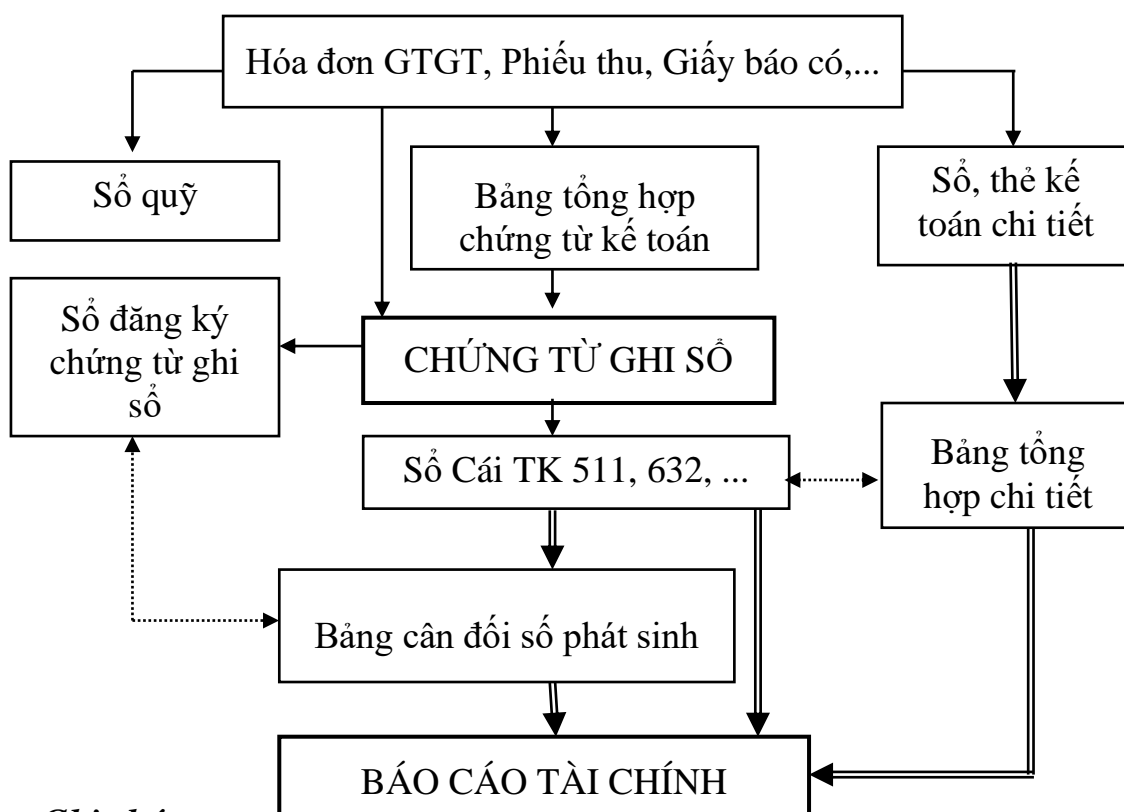 Hóa đơn GTGT, Phiếu thu, Giấy báo có,...
Sổ quỹ
Bảng tổng hợp
chứng từ kế toán
Sổ, thẻ kế
toán chi tiết
Sổ đăng ký
chứng từ ghi
sổ
CHỨNG TỪ GHI SỔ
Sổ Cái TK 511, 632, ...
Bảng tổng
hợp chi tiết
Bảng cân đối số phát sinh
BÁO CÁO TÀI CHÍNH